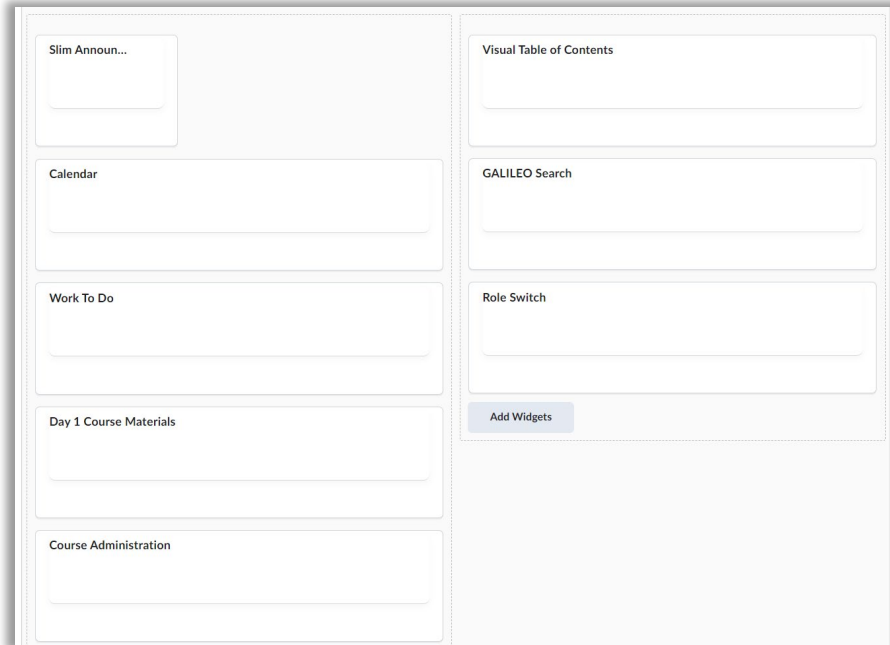 Slim Announ...
Calendar
Work To Do
Day 1 Course Materials
Course Administration
Visual Table of Contents
GALILEO Search
Role Switch
Add Widgets